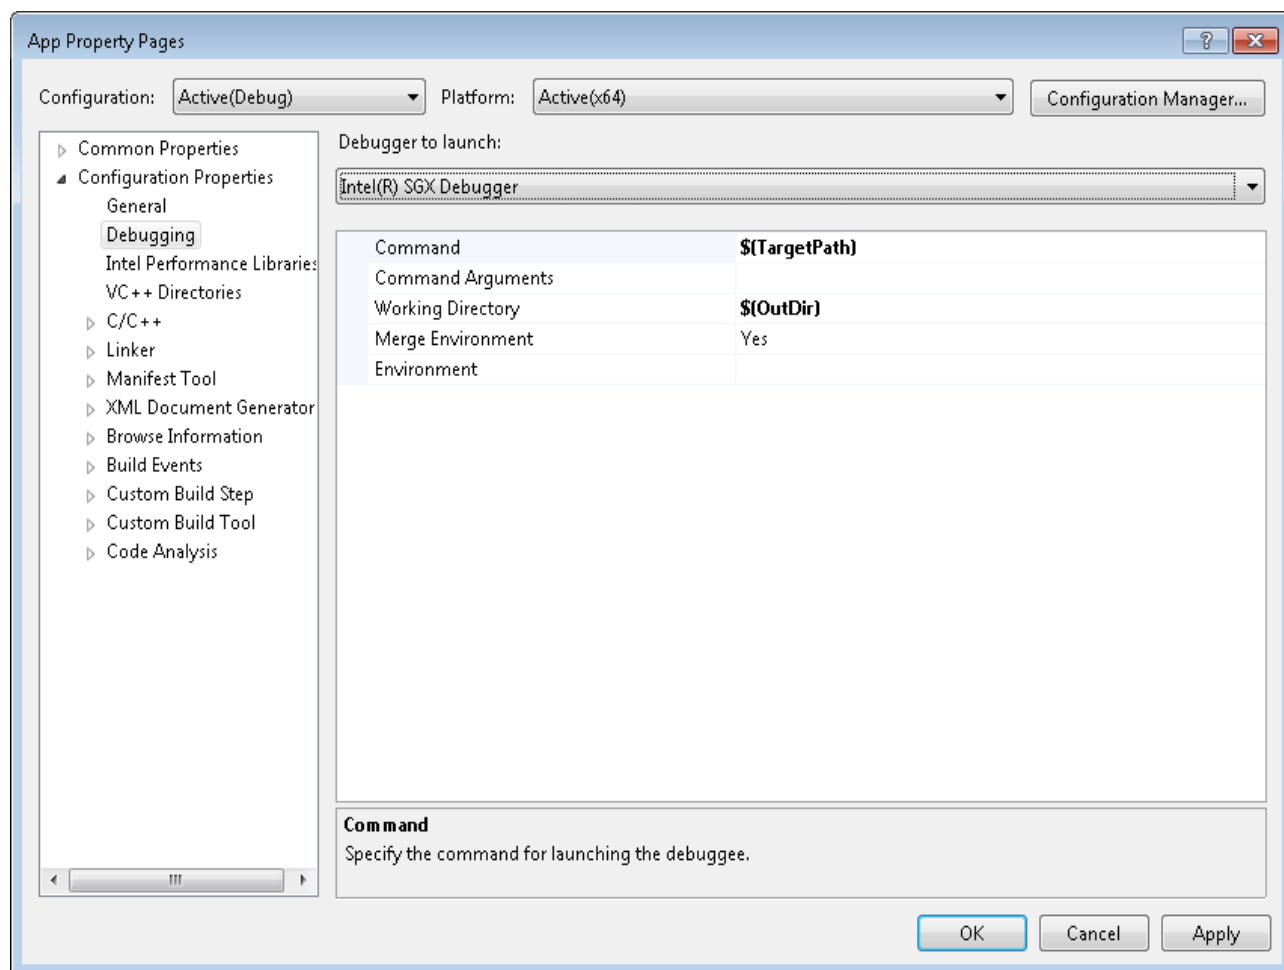 App Property Pages
Configuration: Active(Debug) Platform: Active(x64) Configuration Manager...
Common Properties
Configuration Properties
General
Debugging
Intel Performance Libraries
VC++ Directories
C/C++
Linker
Manifest Tool
XML Document Generator
Browse Information
Build Events
Custom Build Step
Custom Build Tool
Code Analysis
Debugger to launch:
Intel(R) SGX Debugger
Command $(TargetPath)
Command Arguments
Working Directory $(OutDir)
Merge Environment Yes
Environment
Command
Specify the command for launching the debuggee.
OK Cancel Apply